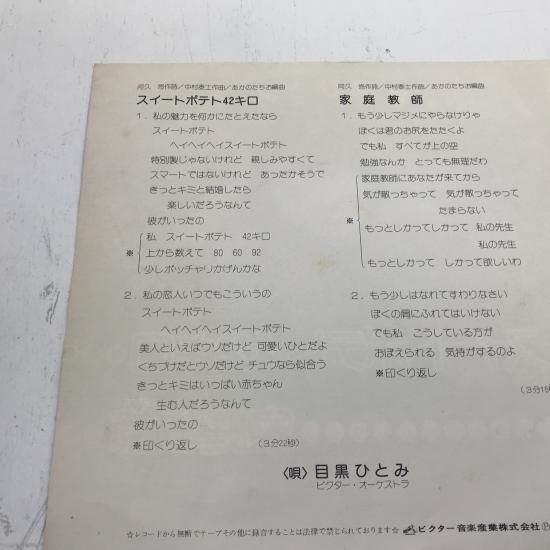 阿久 悠作詩/中村泰士作曲/あかのたちお編曲
スイートポテト42キロ
1. 私の魅力を何かにたとえたなら
スイートポテト
ヘイヘイヘイスイートポテト
特別製じゃないけれど 親しみやすくて
スマートではないけれど あったかそうで
きっとキミと結婚したら
楽しいだろうなんて
彼がいったの
私 スイートポテト 42キロ
※ 上から数えて 80 60 92
少しポッチャリかげんかな
2. 私の恋人いつでもこういうの
スイートポテト
ヘイヘイヘイスイートポテト
美人といえばウソだけど 可愛いひとだよ
くちづけだとウソだけど チュウなら似合う
きっとキミはいっぱい赤ちゃん
生む人だろうなんて
彼がいったの
※印くり返し (3分22秒)
阿久 悠作詩/中村泰士作曲/あかのたちお編曲
家庭教師
1. もう少しマジメにやらなけりゃ
ぼくは君のお尻をたたくよ
でも私 すべてが上の空
勉強なんか とっても無理だわ
家庭教師にあなたが来てから
気が散っちゃって 気が散っちゃって
たまらない
※
もっとしかってしかって 私の先生
私の先生
もっとしかって しかって欲しいわ
2. もう少しはなれてすわりなさい
ぼくの肩にふれてはいけない
でも私 こうしている方が
おぼえられる 気持がするのよ
※印くり返し
(3分15
〈唄〉目黒ひとみ
ビクター・オーケストラ
☆レコードから無断でテープその他に録音することは法律で禁じられております☆
ビクター音楽産業株式会社